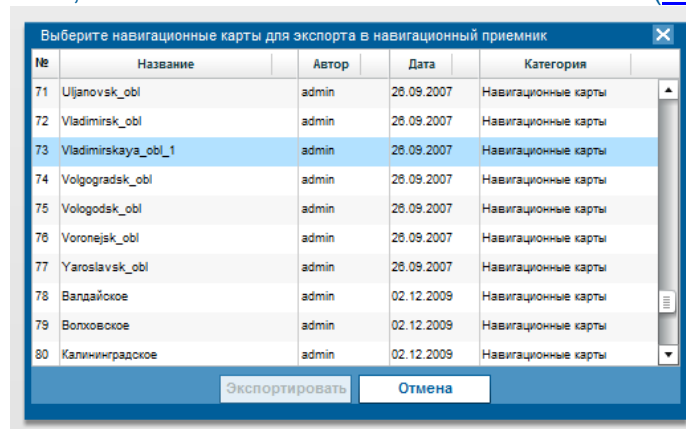 Выберите навигационные карты для экспорта в навигационный приемник
№ Название Автор Дата Категория
71 Uljanovsk_obl admin 26.09.2007 Навигационные карты
72 Vladimirsk_obl admin 26.09.2007 Навигационные карты
73 Vladimirskaya_obl_1 admin 26.09.2007 Навигационные карты
74 Volgogradsk_obl admin 26.09.2007 Навигационные карты
75 Vologodsk_obl admin 26.09.2007 Навигационные карты
76 Voronejsk_obl admin 26.09.2007 Навигационные карты
77 Yaroslavsk_obl admin 26.09.2007 Навигационные карты
78 Валдайское admin 02.12.2009 Навигационные карты
79 Волховское admin 02.12.2009 Навигационные карты
80 Калининградское admin 02.12.2009 Навигационные карты
Экспортировать Отмена